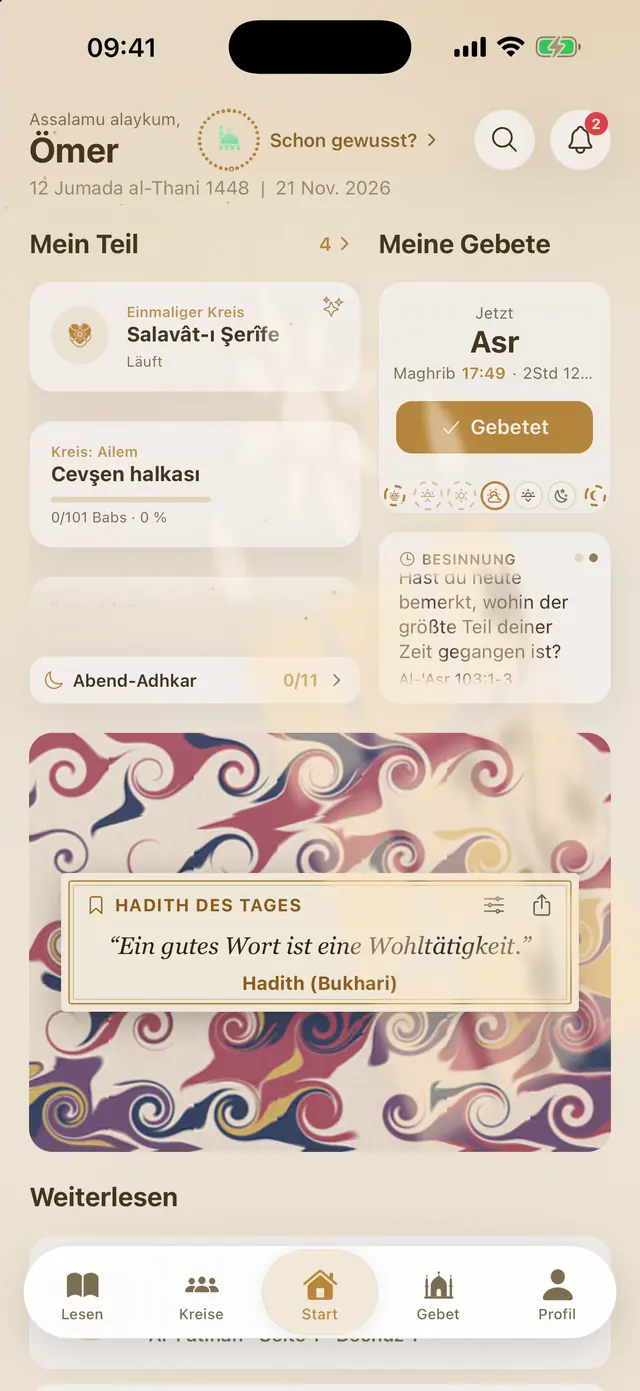 09:41
Assalamu alaykum,
Ömer
Schon gewusst?
2
12 Jumada al-Thani 1448 | 21 Nov. 2026
Mein Teil
4
Einmaliger Kreis
Salavât-ı Şerîfe
Läuft
Kreis: Ailem
Cevşen halkası
0/101 Babs · 0 %
Abend-Adhkar
0/11
Meine Gebete
Jetzt
Asr
Maghrib 17:49 · 2Std 12...
Gebetet
BESINNUNG
Hast du heute
bemerkt, wohin der
größte Teil deiner
Zeit gegangen ist?
Al-'Asr 103:1-3
HADITH DES TAGES
“Ein gutes Wort ist eine Wohltätigkeit.”
Hadith (Bukhari)
Weiterlesen
Lesen
Kreise
Start
Gebet
Profil